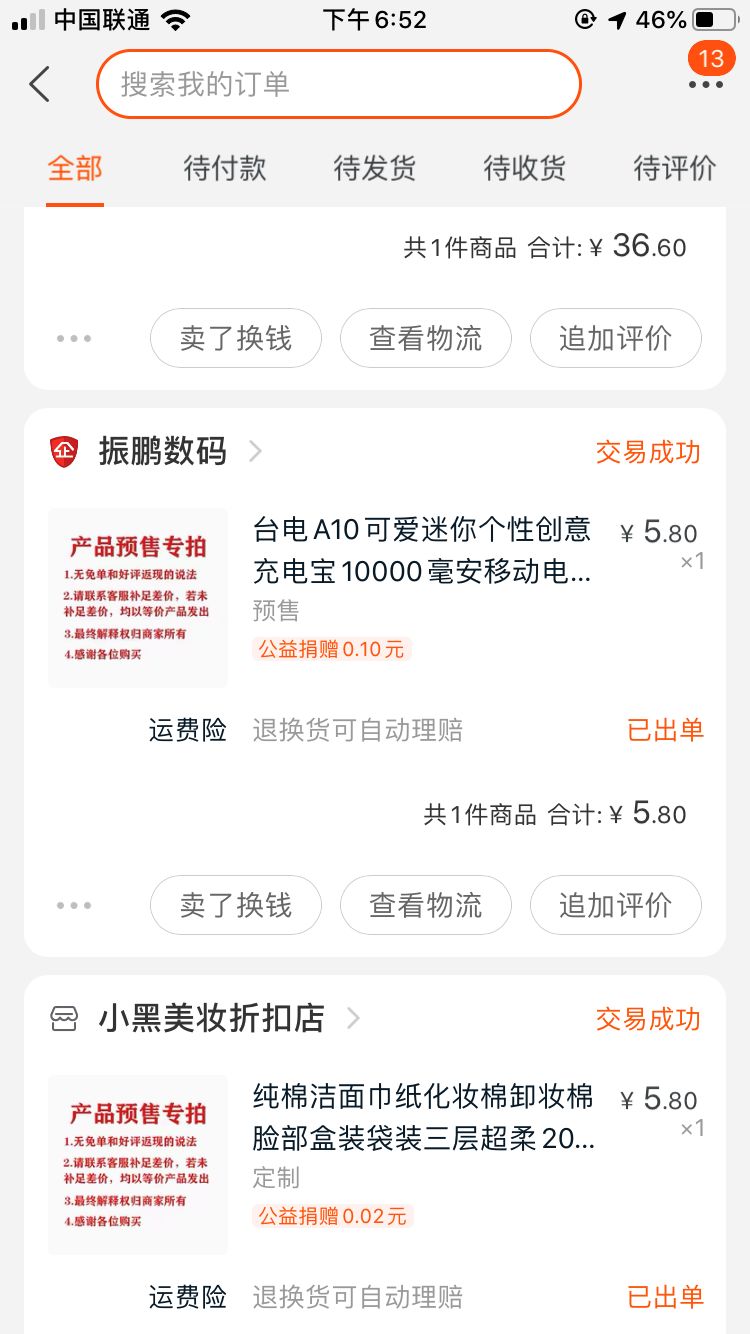 中国联通
下午6:52
46%
搜索我的订单
13
全部
待付款
待发货
待收货
待评价
共1件商品 合计:¥ 36.60
卖了换钱
查看物流
追加评价
企
振鹏数码
交易成功
产品预售专拍
1.无免单和好评返现的说法
2.请联系客服补足差价，若未
补占差价，均以等价产品发出
3.最终解释权归商家所有
4.感谢各位购买
台电A10可爱迷你个性创意
充电宝10000毫安移动电...
¥ 5.80
×1
预售
公益捐赠0.10元
运费险
退换货可自动理赔
已出单
共1件商品 合计:¥ 5.80
卖了换钱
查看物流
追加评价
小黑美妆折扣店
交易成功
产品预售专拍
1.无免单和好评返现的说法
2.请联系客服补足差价，若未
补占差价，均以等价产品发出
3.最终解释权归商家所有
4.感谢各位购买
纯棉洁面巾纸化妆棉卸妆棉
脸部盒装袋装三层超柔20...
¥ 5.80
×1
定制
公益捐赠0.02元
运费险
退换货可自动理赔
已出单